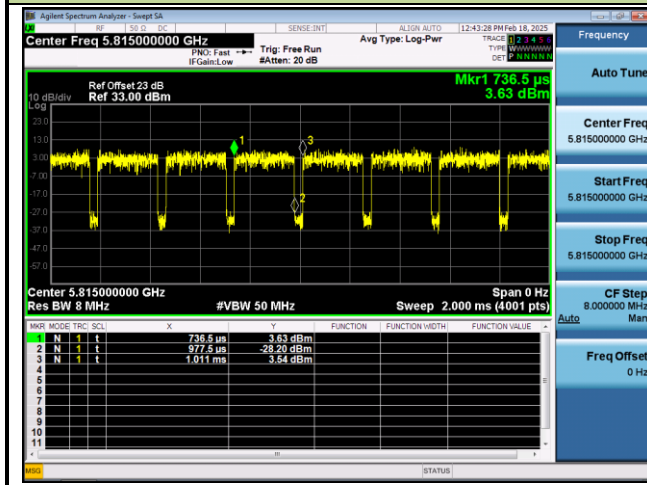 Agilent Spectrum Analyzer - Swept SA
RF 50 Ω DC SENSE:INT ALIGN AUTO 12:43:28 PM Feb 18, 2025
Center Freq 5.815000000 GHz
PNO: Fast
IFGain:Low
Trig: Free Run
#Atten: 20 dB
Avg Type: Log-Pwr
TRACE 1 2 3 4 5 6
TYPE WWWWWW
DET P NNNNN
Frequency
Mkr1 736.5 µs
3.63 dBm
Ref Offset 23 dB
Ref 33.00 dBm
10 dB/div
Log
23.0
13.0
3.00
-7.00
-17.0
-27.0
-37.0
-47.0
-57.0
1
2
3
Center 5.815000000 GHz Span 0 Hz
Res BW 8 MHz #VBW 50 MHz Sweep 2.000 ms (4001 pts)
MKR MODE TRC SCL X Y FUNCTION FUNCTION WIDTH FUNCTION VALUE
1 N 1 t 736.5 µs 3.63 dBm
2 N 1 t 977.5 µs -28.20 dBm
3 N 1 t 1.011 ms 3.54 dBm
4
5
6
7
8
9
10
11
MSG STATUS
Auto Tune
Center Freq
5.815000000 GHz
Start Freq
5.815000000 GHz
Stop Freq
5.815000000 GHz
CF Step
8.000000 MHz
Auto Man
Freq Offset
0 Hz